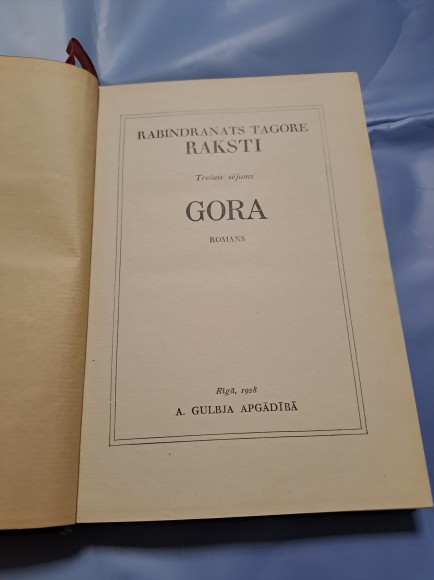 RABINDRANATS TAGORE
RAKSTI
Trešais sējums
GORA
ROMANS
Rīgā, 1928
A. GULBJA APGĀDĪBĀ